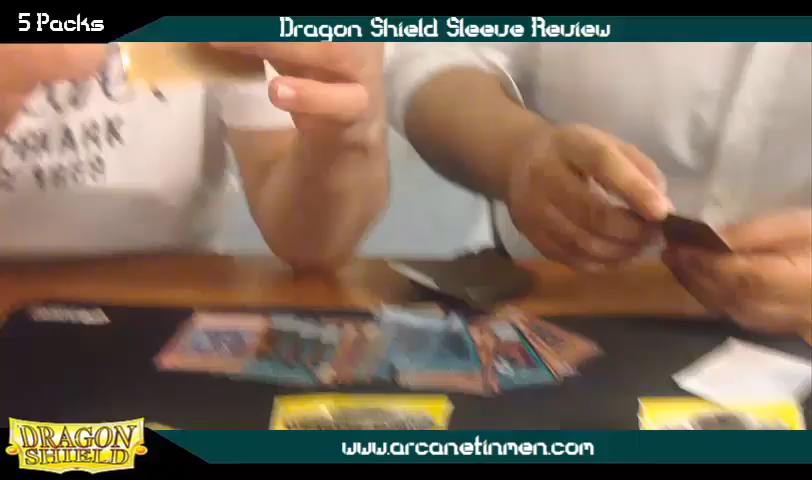 5 Packs
Dragon Shield Sleeve Review
DRAGON
SHIELD
www.arcanetinmen.com